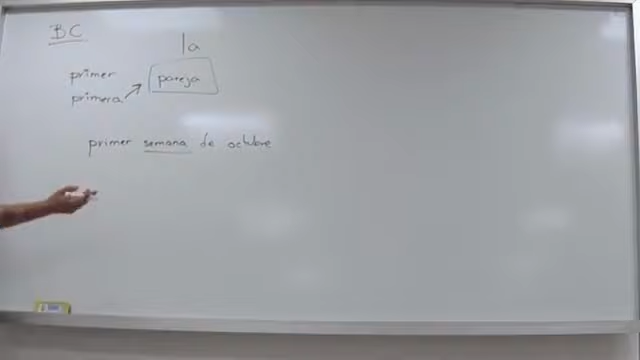 BC
la
primer
primera
pareja
primer semana de octubre